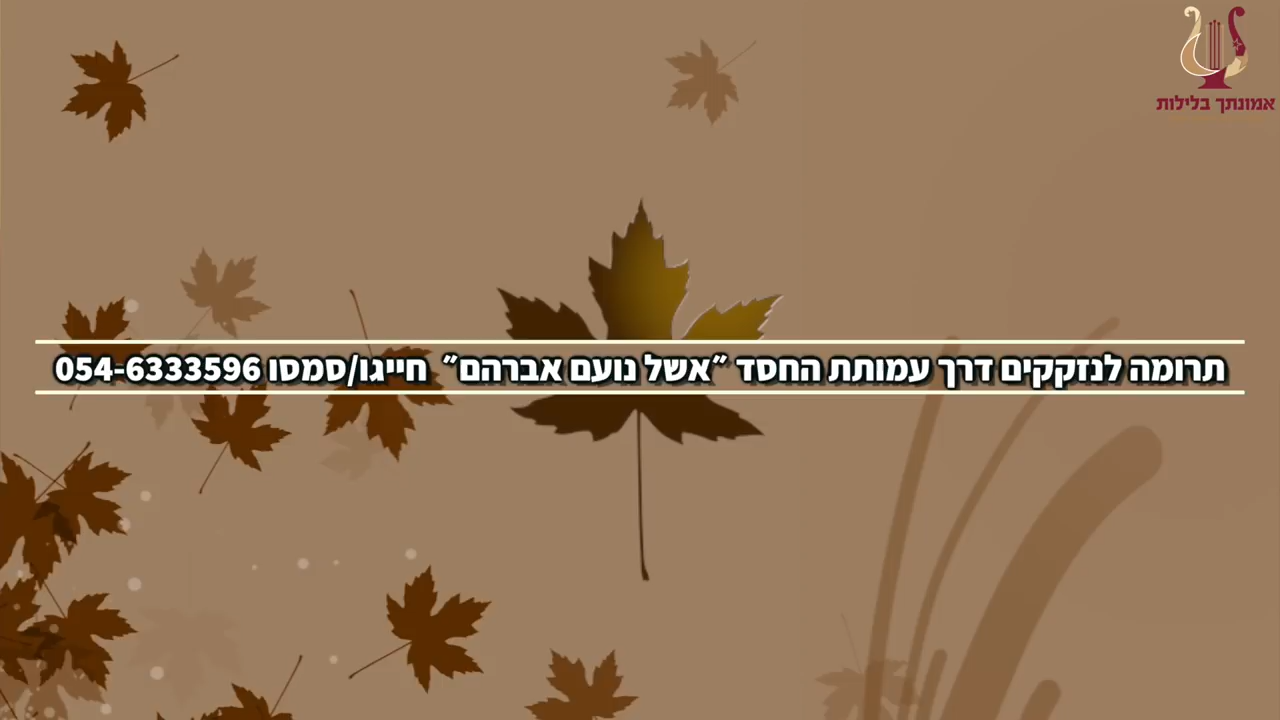 אמונתך בלילות
תרומה לנזקקים דרך עמותת החסד ״אשל נועם אברהם״ חייגו/סמסו 054-6333596